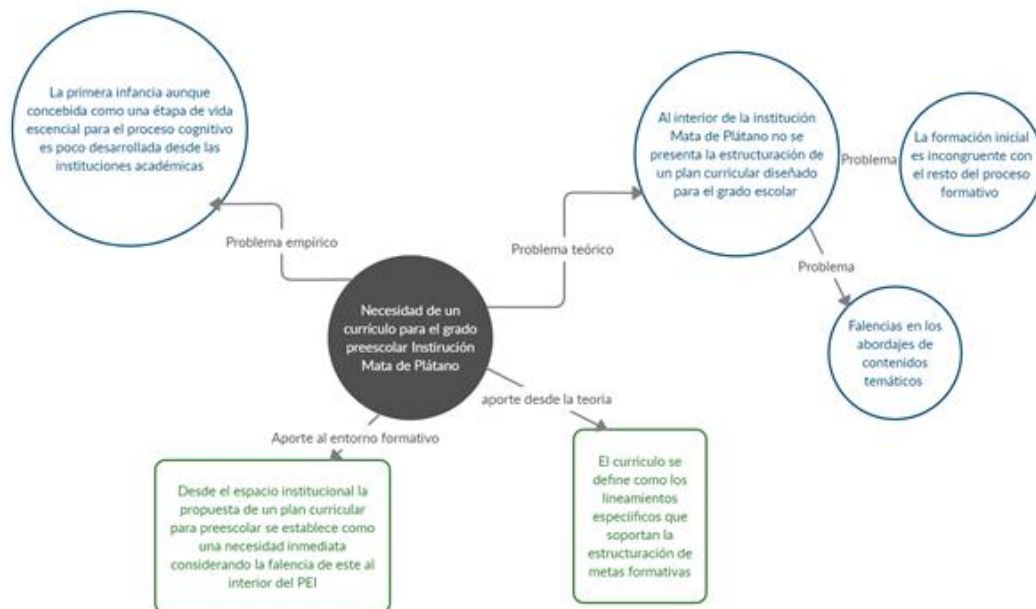 La primera infancia aunque
concebida como una étapa de vida
escencial para el proceso cognitivo
es poco desarrollada desde las
instituciones académicas
Al interior de la institución
Mata de Plátano no se
presenta la estructuración de
un plan curricular diseñado
para el grado escolar
Problema
La formación inicial
es incongruente con
el resto del proceso
formativo
Problema empírico
Problema teórico
Problema
Necesidad de un
currículo para el grado
preescolar Instirución
Mata de Plátano
Falencias en los
abordajes de
contenidos
temáticos
aporte desde la teoria
Aporte al entorno formativo
Desde el espacio institucional la
propuesta de un plan curricular
para preescolar se establece como
una necesidad inmediata
considerando la falencia de este al
interior del PEI
El currículo se
define como los
lineamientos
especiíficos que
soportan la
estructuración de
metas formativas